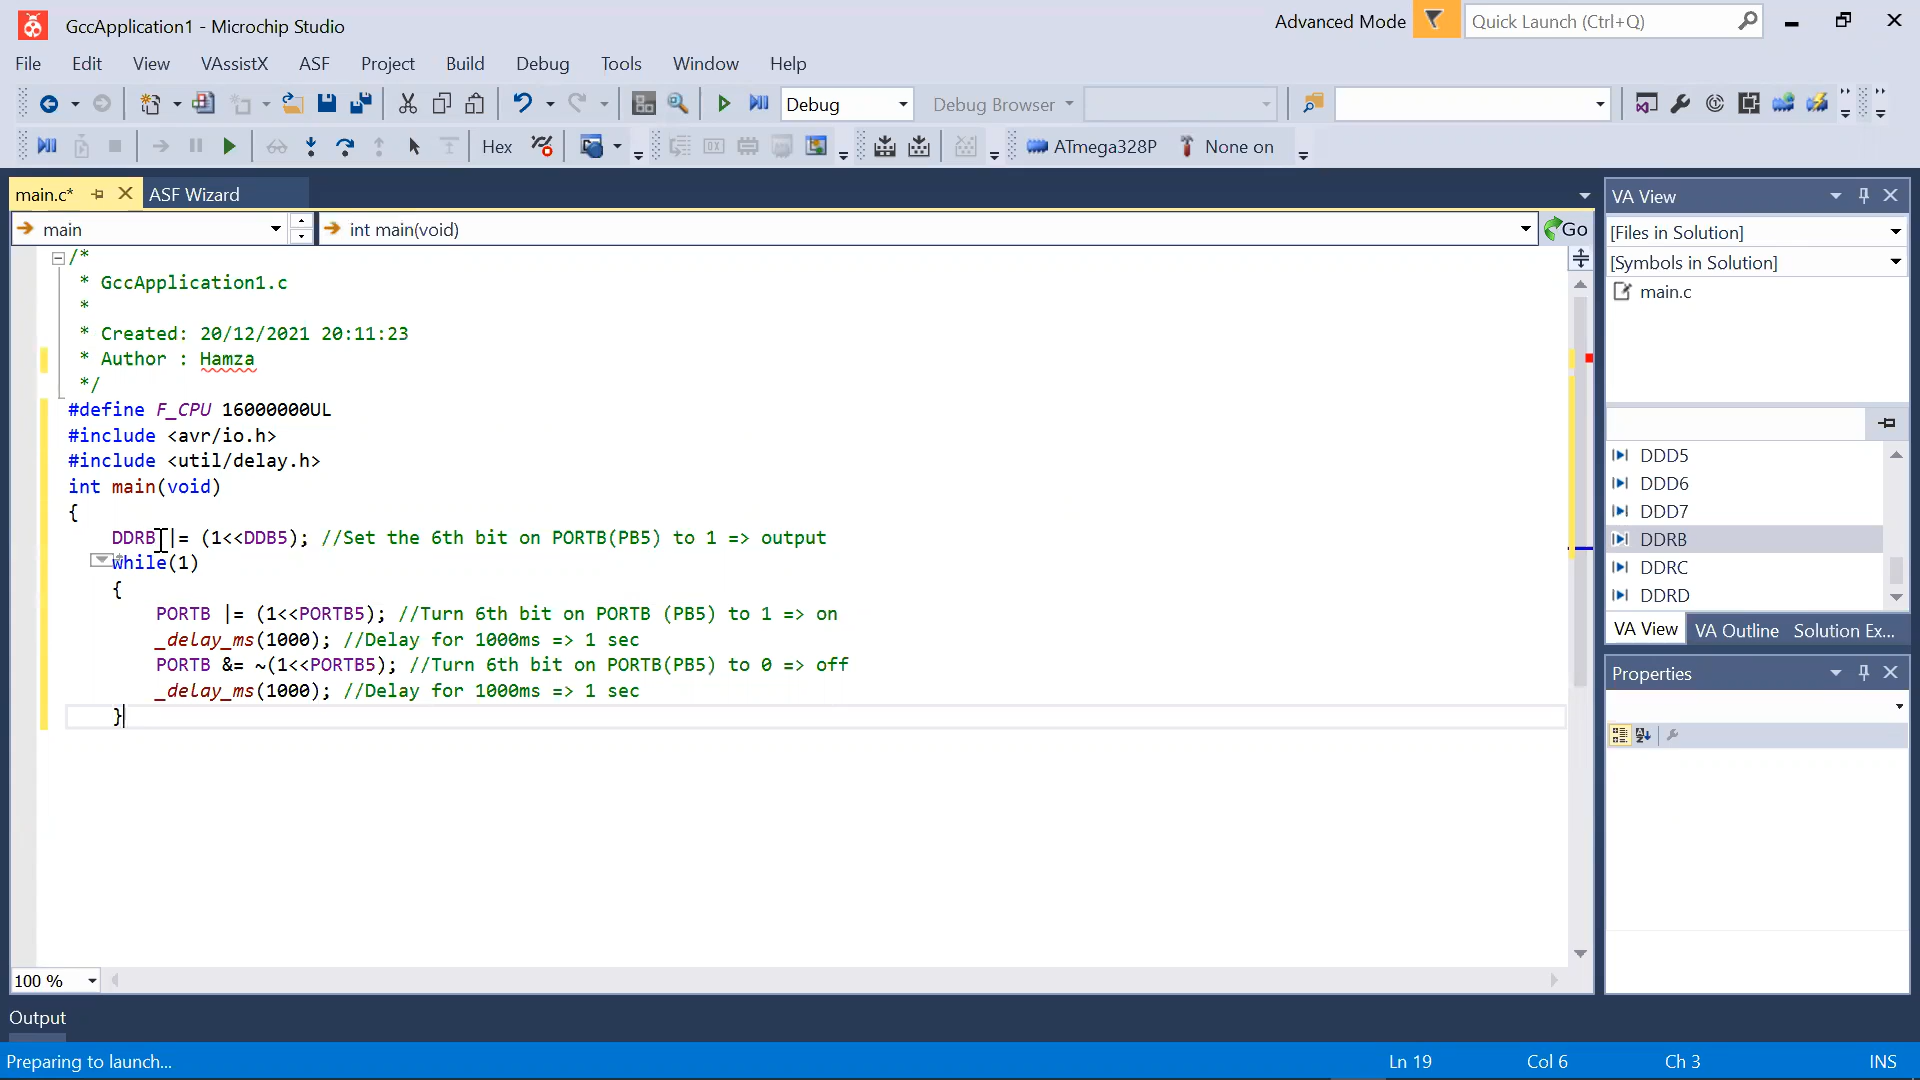 GccApplication1 - Microchip Studio
Advanced Mode
Quick Launch (Ctrl+Q)
File Edit View VAssistX ASF Project Build Debug Tools Window Help
Debug
Debug Browser
Hex
ATmega328P
None on
main.c*
ASF Wizard
main
int main(void)
Go
/*
* GccApplication1.c
*
* Created: 20/12/2021 20:11:23
* Author : Hamza
*/
#define F_CPU 16000000UL
#include <avr/io.h>
#include <util/delay.h>
int main(void)
{
DDRB |= (1<<DDB5); //Set the 6th bit on PORTB(PB5) to 1 => output
while(1)
{
PORTB |= (1<<PORTB5); //Turn 6th bit on PORTB (PB5) to 1 => on
_delay_ms(1000); //Delay for 1000ms => 1 sec
PORTB &= ~(1<<PORTB5); //Turn 6th bit on PORTB(PB5) to 0 => off
_delay_ms(1000); //Delay for 1000ms => 1 sec
}
100 %
VA View
[Files in Solution]
[Symbols in Solution]
main.c
DDD5
DDD6
DDD7
DDRB
DDRC
DDRD
VA View VA Outline Solution Ex...
Properties
Output
Preparing to launch...
Ln 19 Col 6 Ch 3 INS